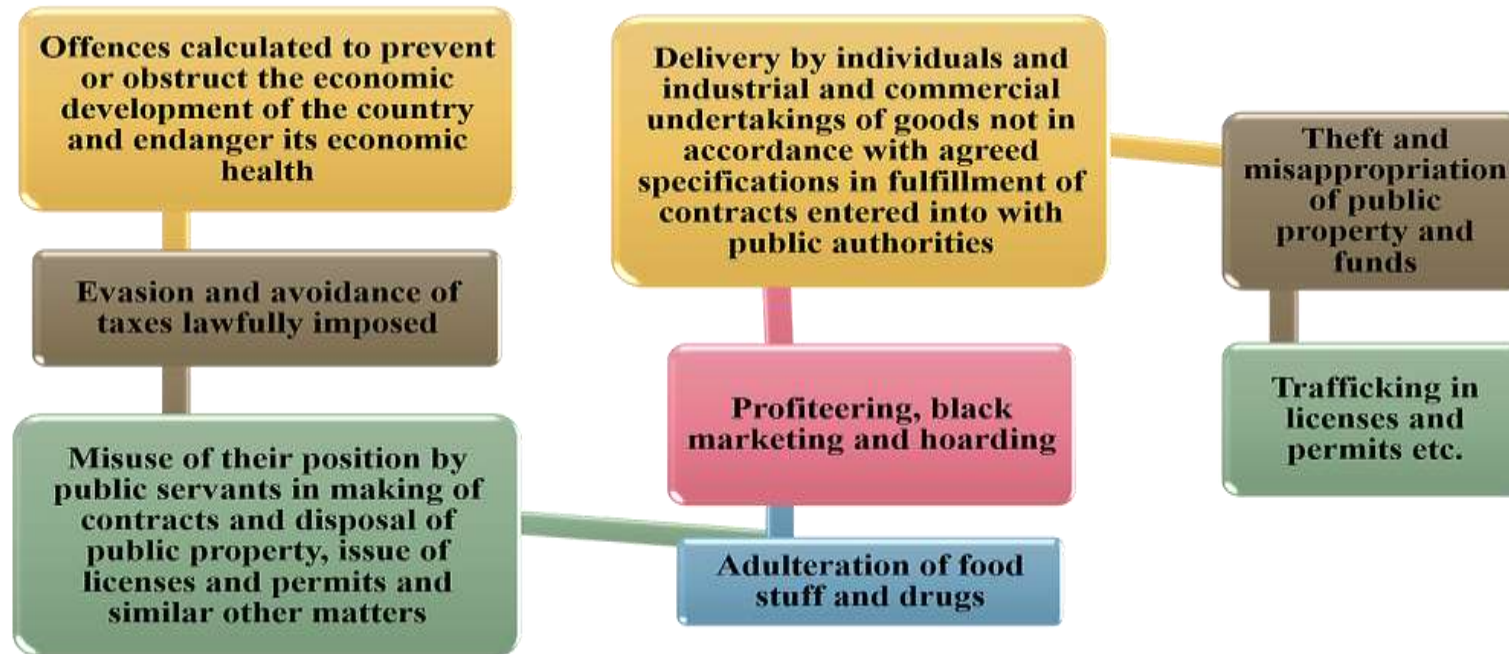 Offences calculated to prevent
or obstruct the economic
development of the country
and endanger its economic
health
Evasion and avoidance of
taxes lawfully imposed
Misuse of their position by
public servants in making of
contracts and disposal of
public property, issue of
licenses and permits and
similar other matters
Adulteration of food
stuff and drugs
Profiteering, black
marketing and hoarding
Delivery by individuals and
industrial and commercial
undertakings of goods not in
accordance with agreed
specifications in fulfillment of
contracts entered into with
public authorities
Theft and
misappropriation
of public
property and
funds
Trafficking in
licenses and
permits etc.